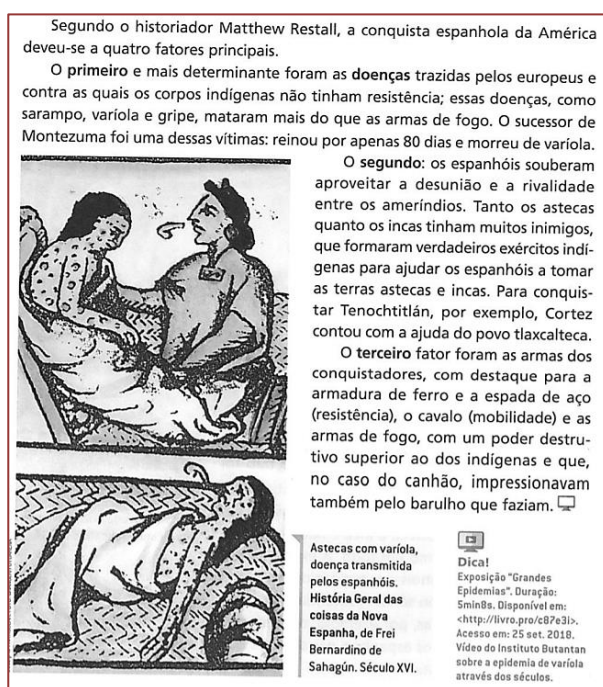 Segundo o historiador Matthew Restall, a conquista espanhola da América
deveu-se a quatro fatores principais.
O primeiro e mais determinante foram as doenças trazidas pelos europeus e
contra as quais os corpos indígenas não tinham resistência; essas doenças, como
sarampo, varíola e gripe, mataram mais do que as armas de fogo. O sucessor de
Montezuma foi uma dessas vítimas: reinou por apenas 80 dias e morreu de varíola.
O segundo: os espanhóis souberam
aproveitar a desunião e a rivalidade
entre os ameríndios. Tanto os astecas
quanto os incas tinham muitos inimigos,
que formaram verdadeiros exércitos indí-
genas para ajudar os espanhóis a tomar
as terras astecas e incas. Para conquis-
tar Tenochtitlán, por exemplo, Cortez
contou com a ajuda do povo tlaxcalteca.
O terceiro fator foram as armas dos
conquistadores, com destaque para a
armadura de ferro e a espada de aço
(resistência), o cavalo (mobilidade) e as
armas de fogo, com um poder destru-
tivo superior ao dos indígenas e que,
no caso do canhão, impressionavam
também pelo barulho que faziam.
Astecas com varíola,
doença transmitida
pelos espanhóis.
História Geral das
coisas da Nova
Espanha, de Frei
Bernardino de
Sahagún. Século XVI.
Dica!
Exposição "Grandes
Epidemias". Duração:
5min8s. Disponível em:
<http://livro.pro/c87e3i>.
Acesso em: 25 set. 2018.
Vídeo do Instituto Butantan
sobre a epidemia de varíola
através dos séculos.